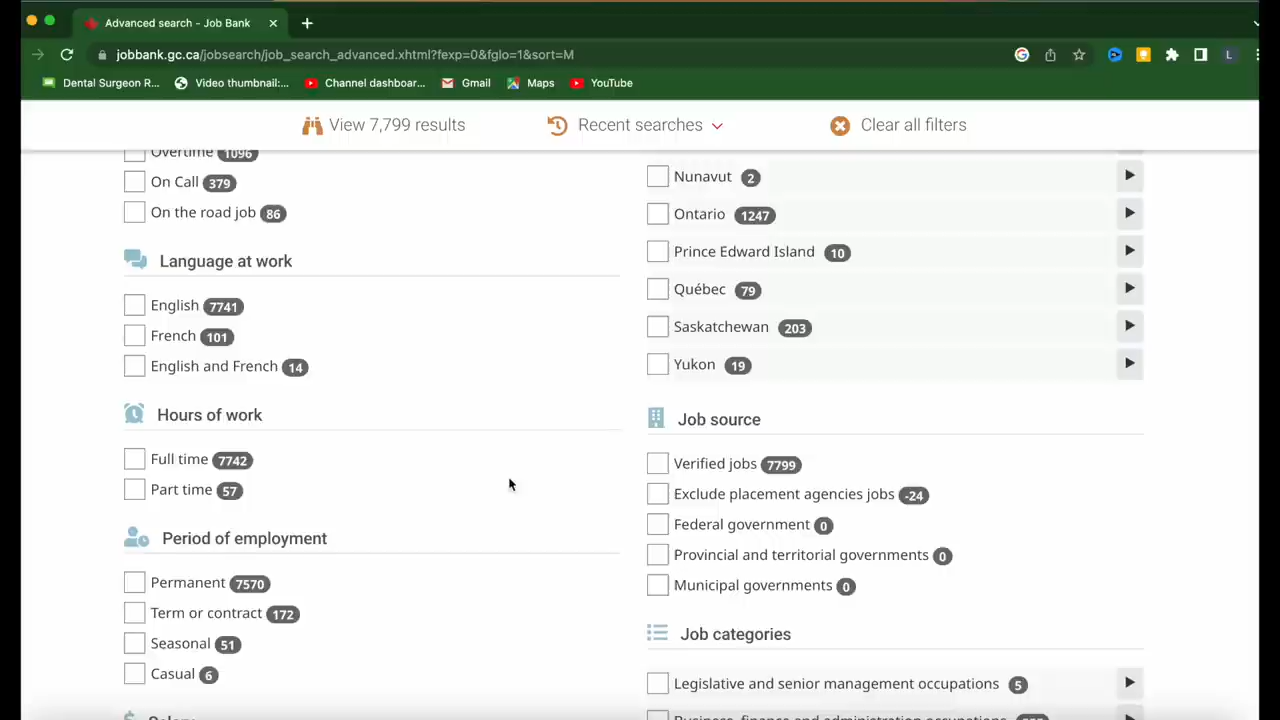 Advanced search - Job Bank
jobbank.gc.ca/jobsearch/job_search_advanced.xhtml?fexp=0&fglo=1&sort=M
L
Dental Surgeon R...
Video thumbnail:...
Channel dashboar...
Gmail
Maps
YouTube
View 7,799 results
Recent searches
Clear all filters
Overtime 1096
On Call 379
On the road job 86
Language at work
English 7741
French 101
English and French 14
Hours of work
Full time 7742
Part time 57
Period of employment
Permanent 7570
Term or contract 172
Seasonal 51
Casual 6
Salary
Nunavut 2
Ontario 1247
Prince Edward Island 10
Québec 79
Saskatchewan 203
Yukon 19
Job source
Verified jobs 7799
Exclude placement agencies jobs -24
Federal government 0
Provincial and territorial governments 0
Municipal governments 0
Job categories
Legislative and senior management occupations 5
Business, finance and administration occupations